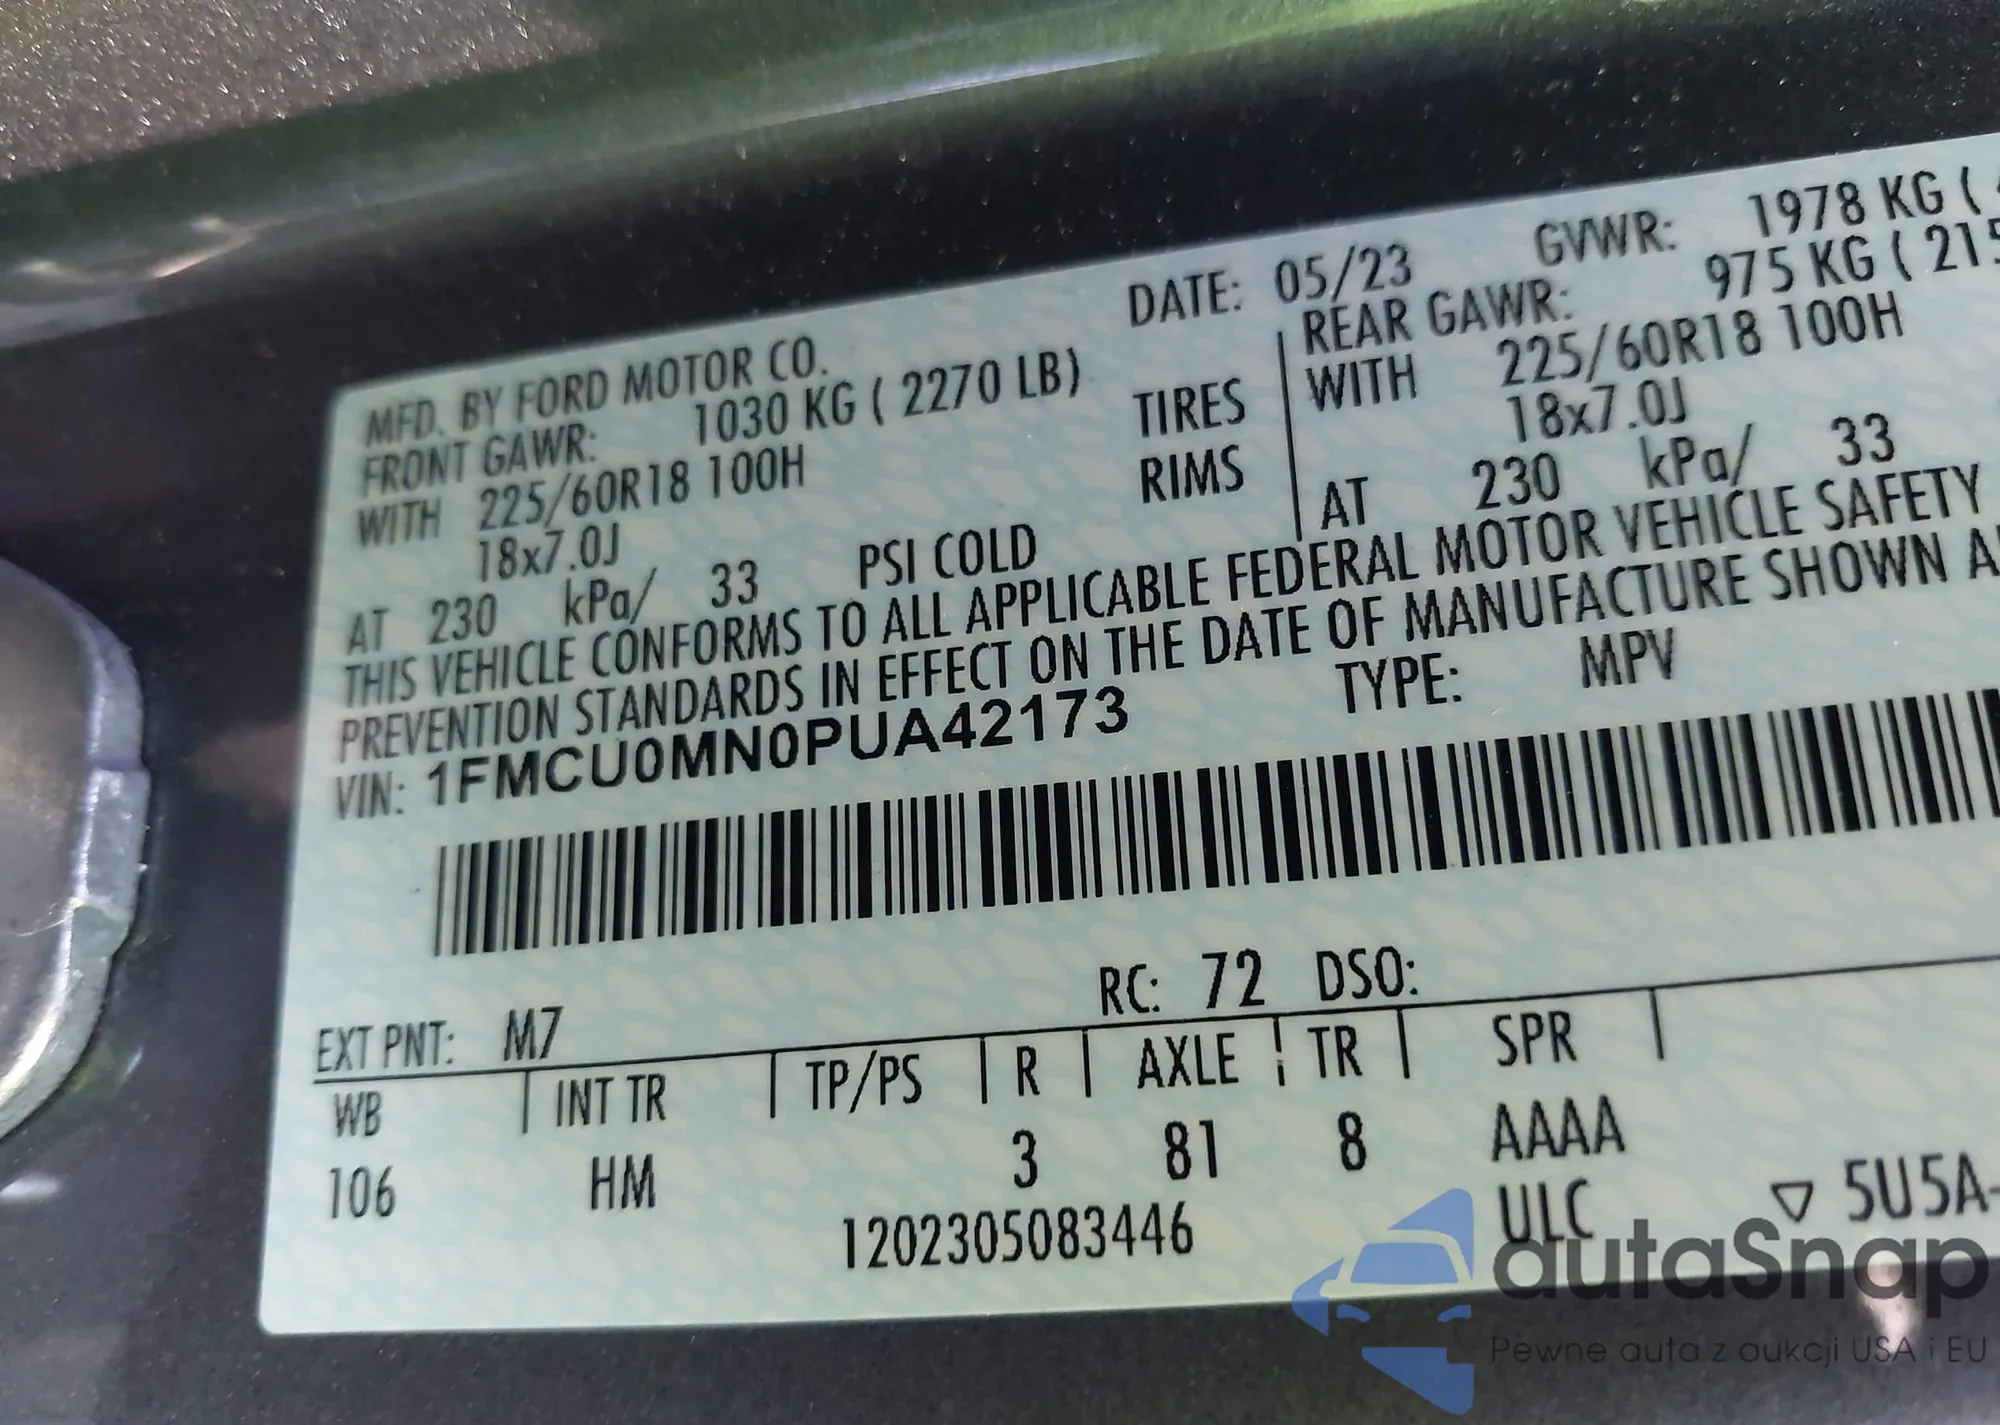 DATE: 05/23 GVWR: 1978 KG (
MFD. BY FORD MOTOR CO.
FRONT GAWR: 1030 KG ( 2270 LB)
WITH 225/60R18 100H TIRES
18x7.0J RIMS
AT 230 kPa/ 33 PSI COLD
REAR GAWR: 975 KG ( 215
WITH 225/60R18 100H
18x7.0J
AT 230 kPa/ 33
THIS VEHICLE CONFORMS TO ALL APPLICABLE FEDERAL MOTOR VEHICLE SAFETY
PREVENTION STANDARDS IN EFFECT ON THE DATE OF MANUFACTURE SHOWN A
VIN: 1FMCU0MN0PUA42173 TYPE: MPV
EXT PNT: M7 RC: 72 DSO:
WB INT TR TP/PS R AXLE TR SPR
106 HM 3 81 8 AAAA
1202305083446 ULC ▽ 5U5A-
autaSnap
Pewne auta z aukcji USA i EU